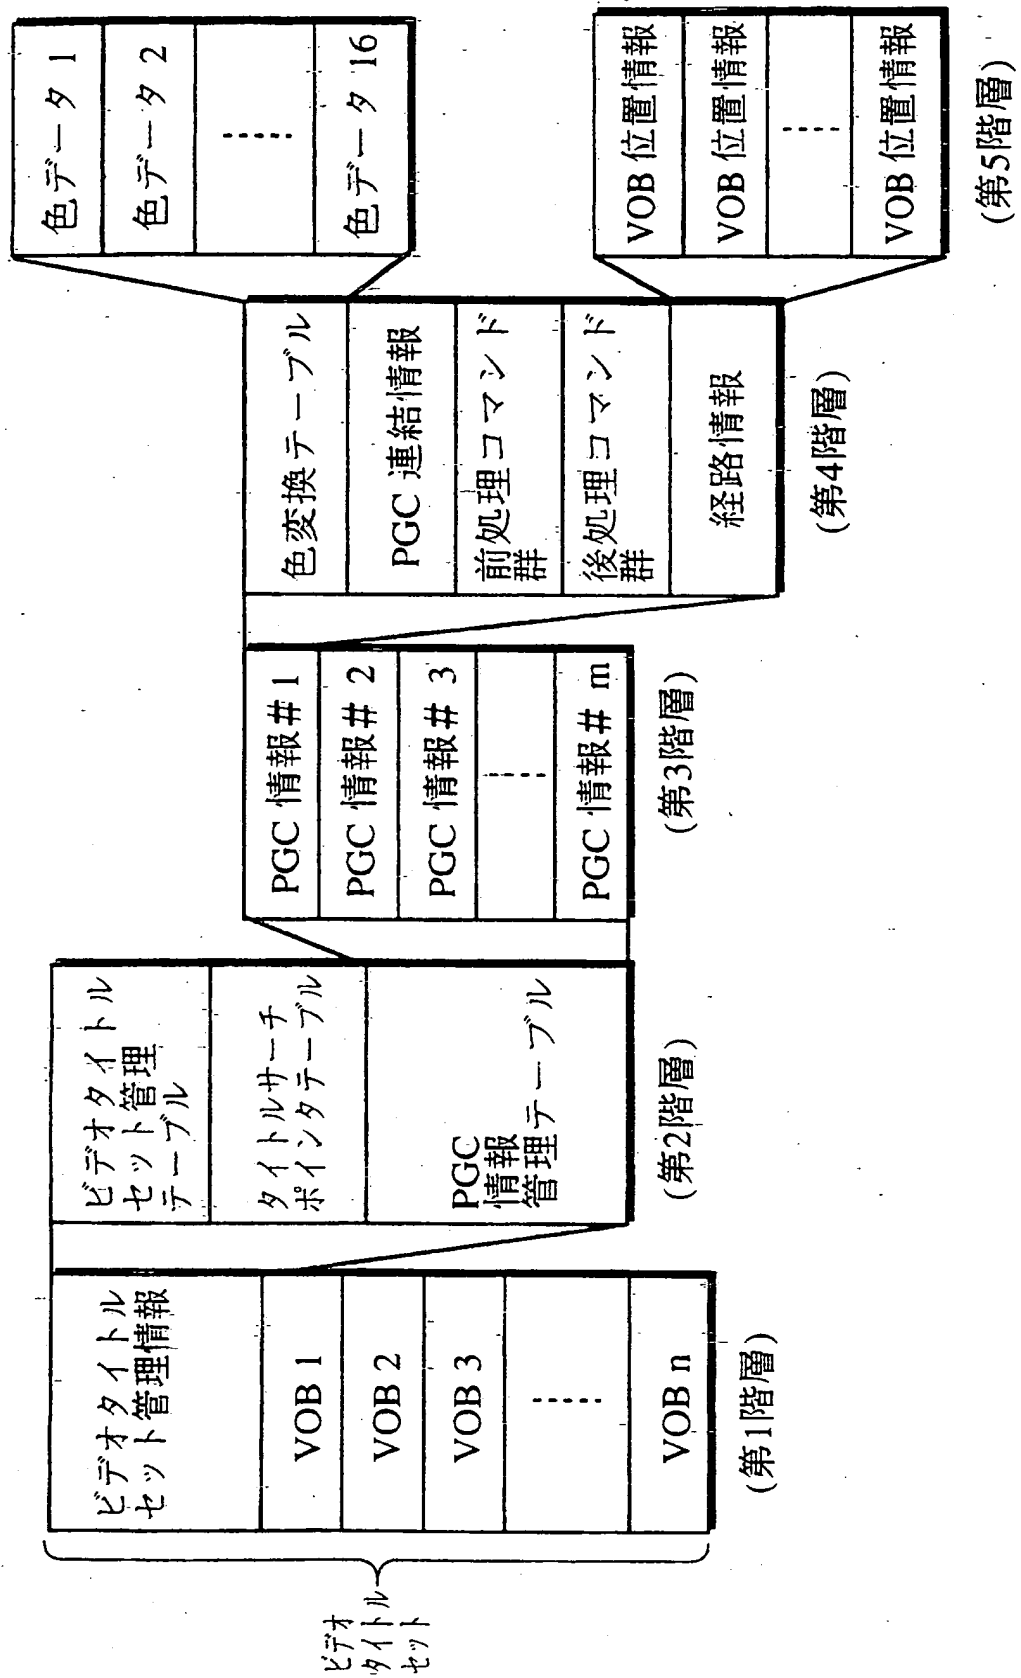 ビデオ
タイトル
セット
ビデオタイトル
セット管理情報
VOB 1
VOB 2
VOB 3
VOB n
(第1階層)
ビデオタイトル
セット管理
テーブル
タイトルサーチ
ポインタテーブル
PGC
情報
管理テーブル
(第2階層)
PGC 情報# 1
PGC 情報# 2
PGC 情報# 3
PGC 情報# m
(第3階層)
色変換テーブル
PGC 連結情報
前処理コマンド
群
後処理コマンド
群
経路情報
(第4階層)
色データ 1
色データ 2
色データ 16
VOB 位置情報
VOB 位置情報
VOB 位置情報
(第5階層)